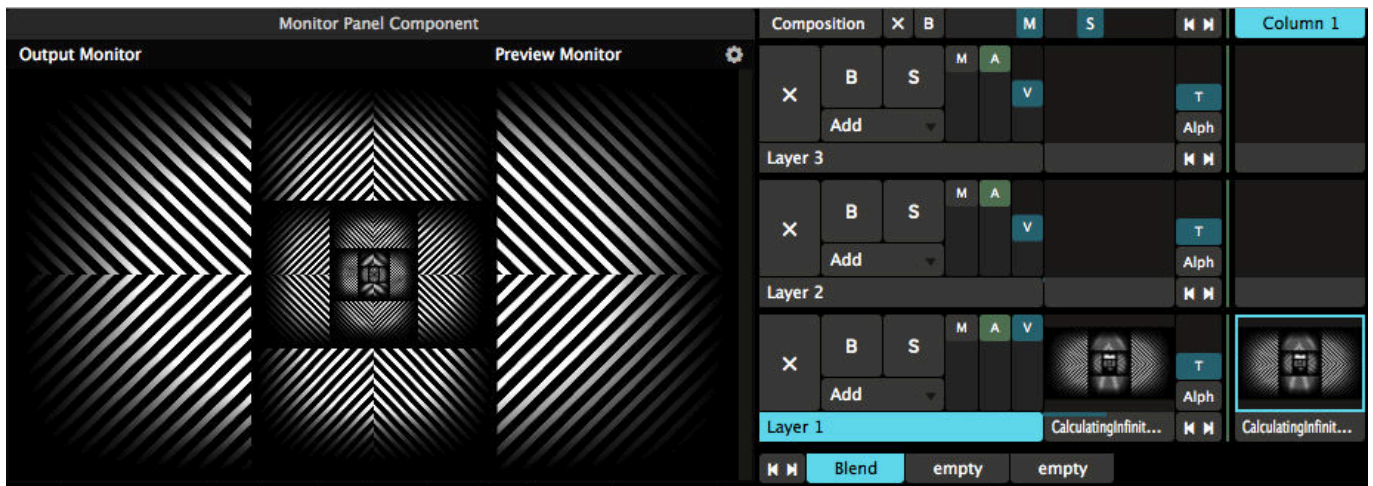 Monitor Panel Component
Output Monitor Preview Monitor
Composition × B M S Column 1
B S M A
× V T
Add Alph
Layer 3
B S M A
× V T
Add Alph
Layer 2
B S M A V
× T
Add Alph
Layer 1 CalculatingInfinit... CalculatingInfinit...
Blend empty empty